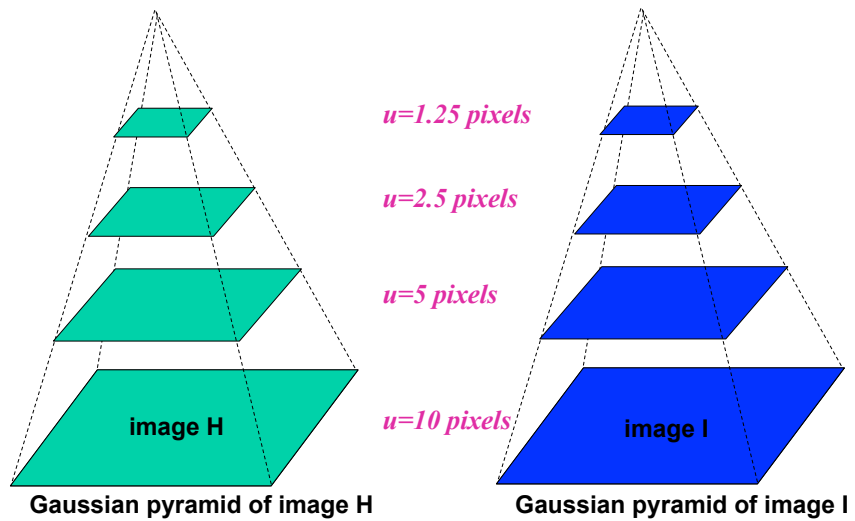 u=1.25 pixels
u=2.5 pixels
u=5 pixels
image H
u=10 pixels
image I
Gaussian pyramid of image H
Gaussian pyramid of image I